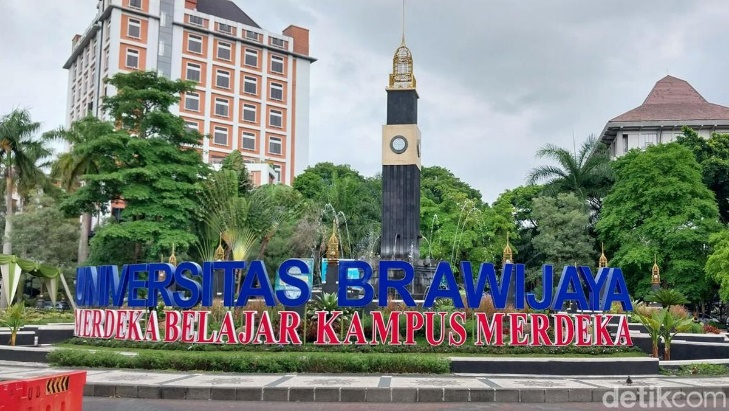 UNIVERSITAS BRAWIJAYA
MERDEKA BELAJAR KAMPUS MERDEKA
detikcom